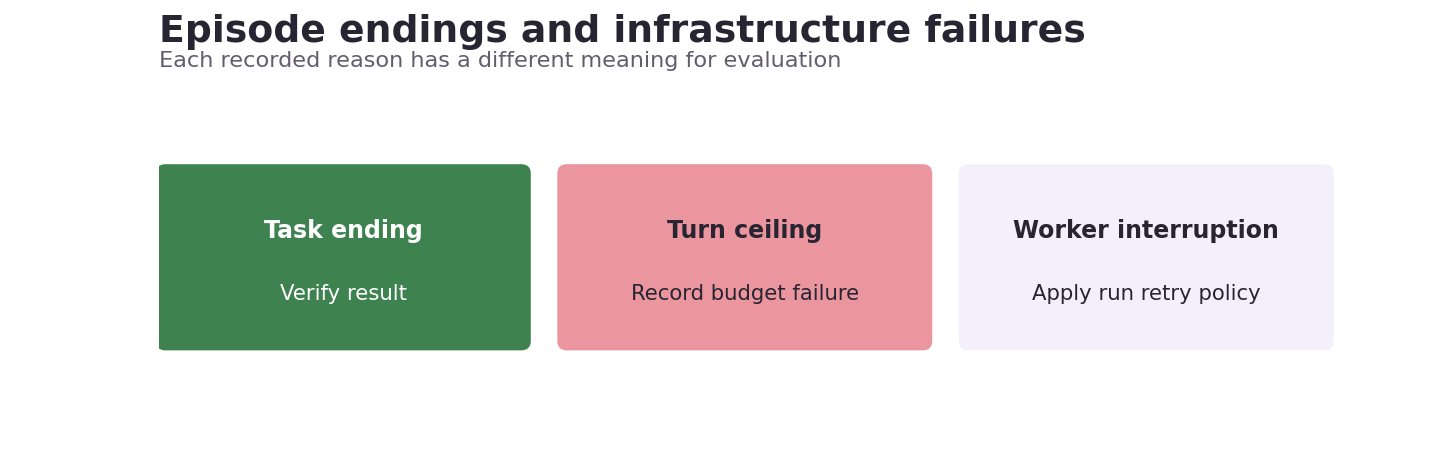 Episode endings and infrastructure failures
Each recorded reason has a different meaning for evaluation
Task ending
Verify result
Turn ceiling
Record budget failure
Worker interruption
Apply run retry policy